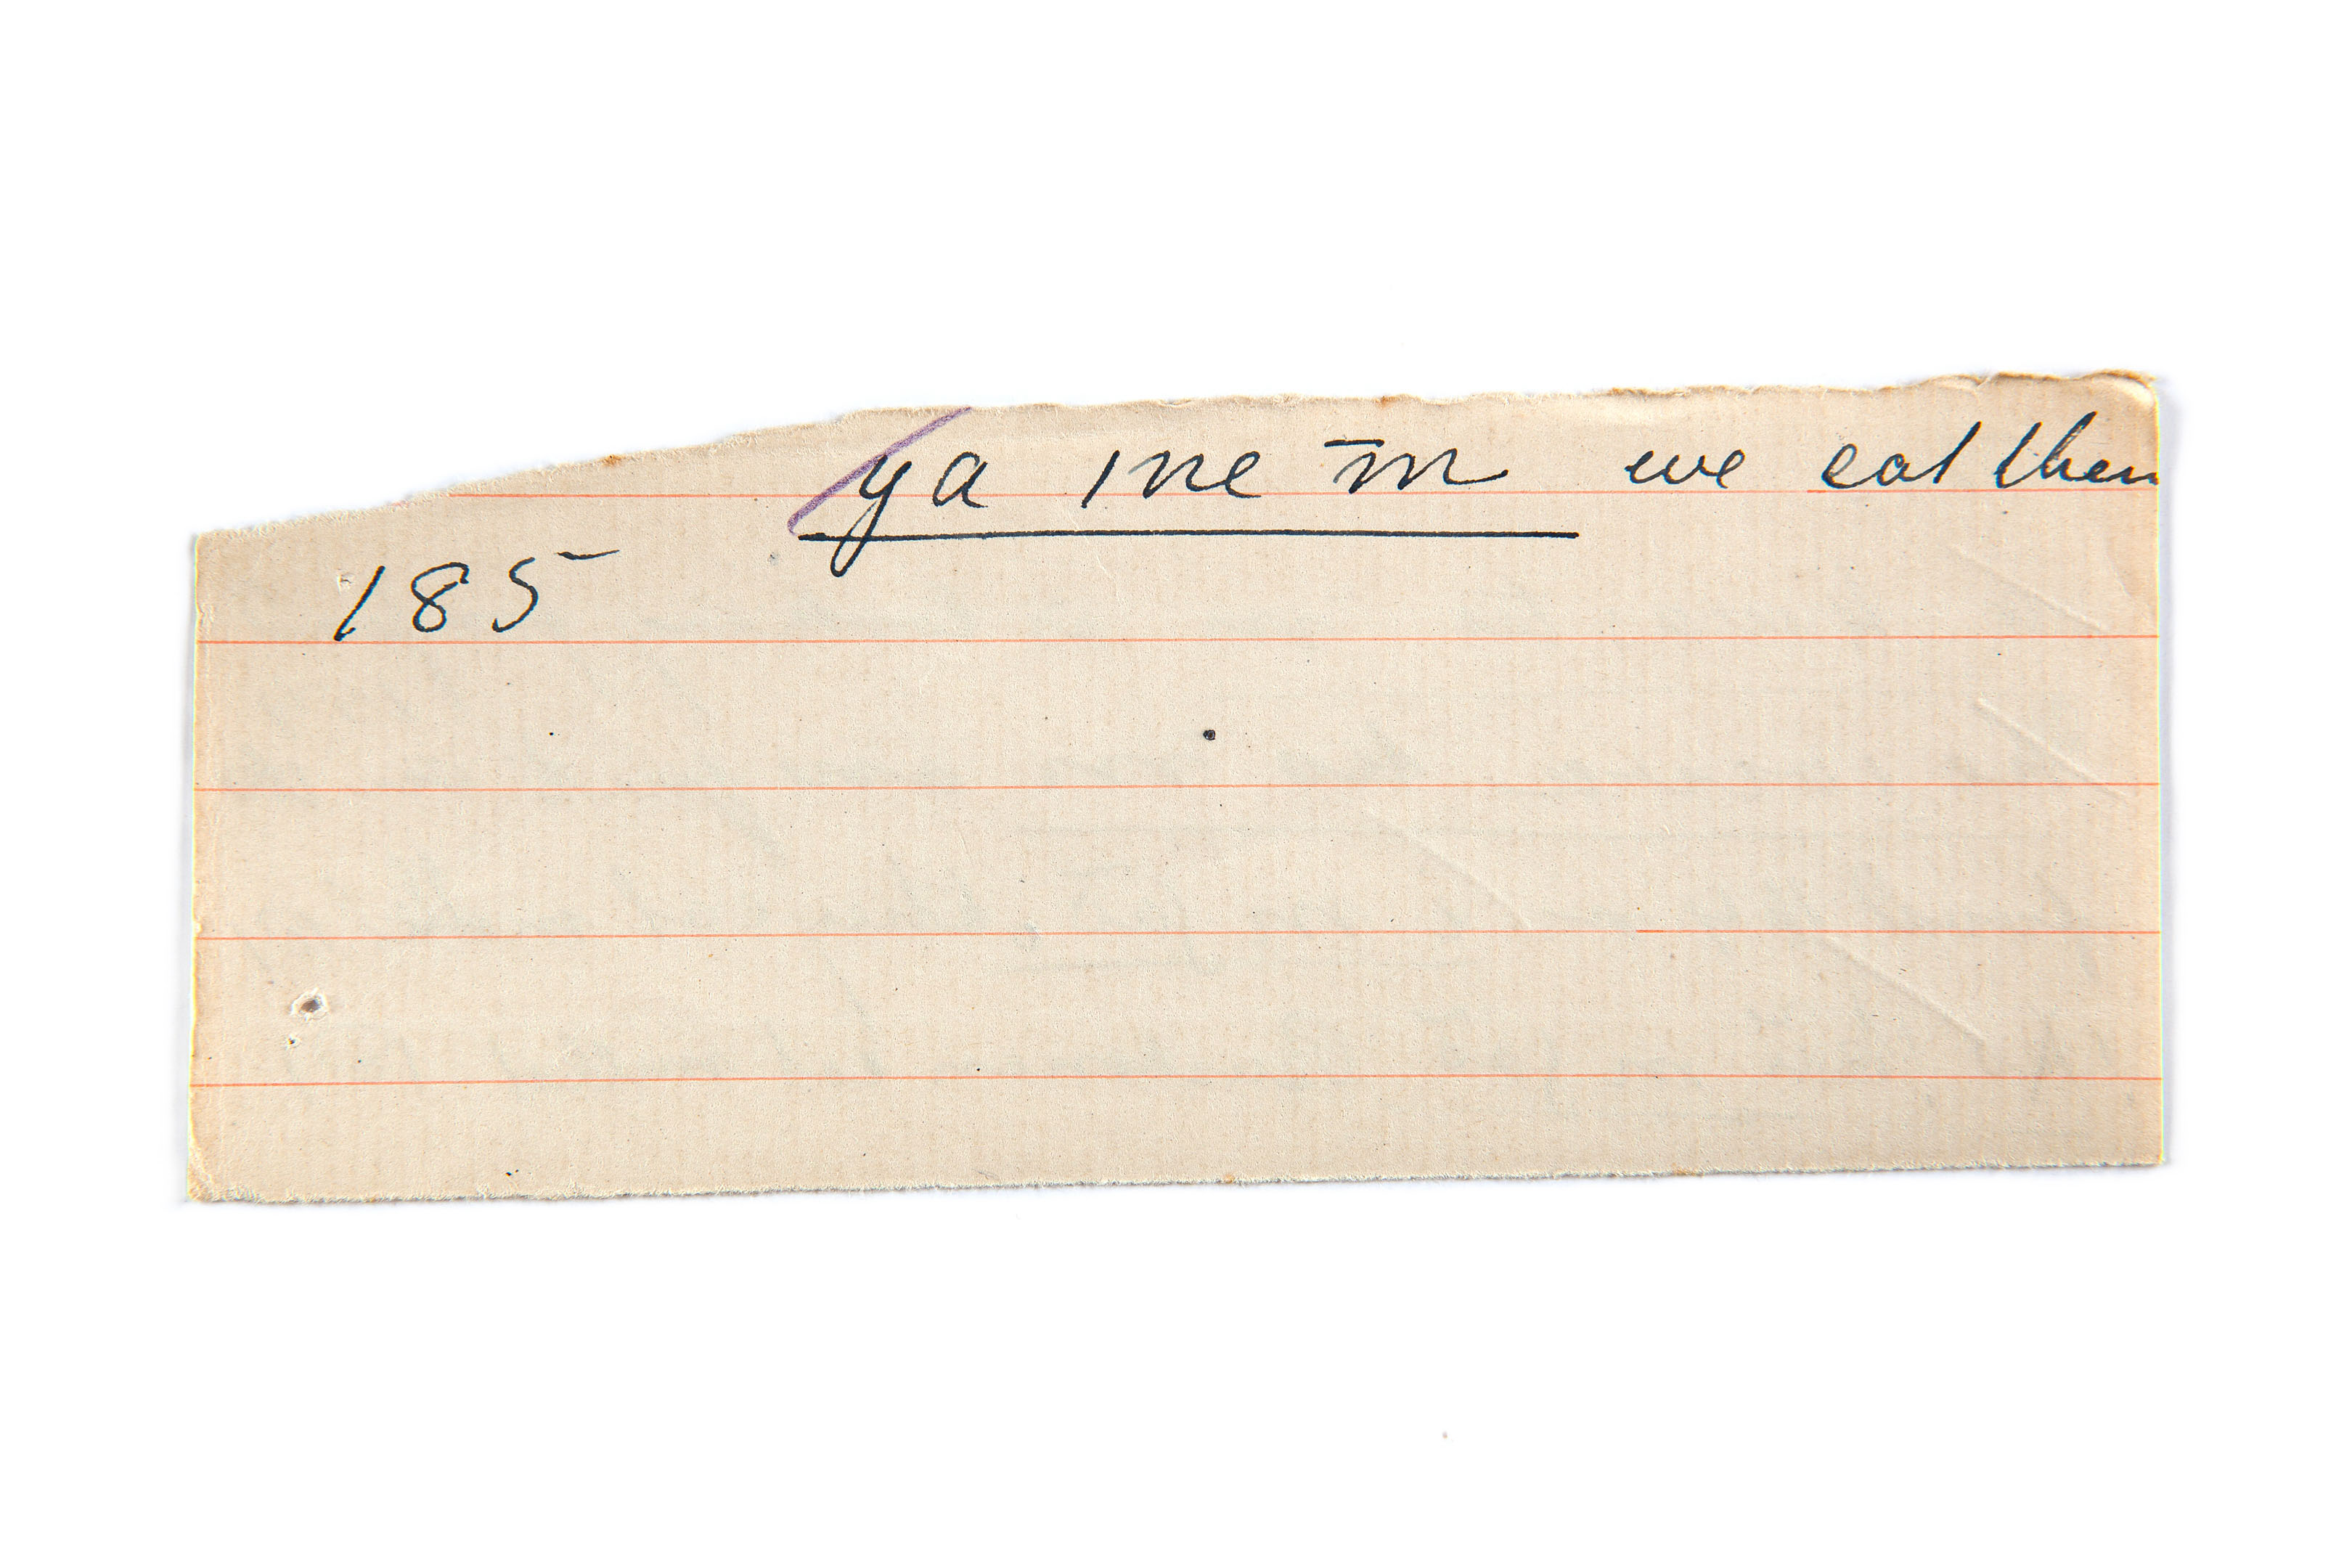 ya ıne m̄ we eat them
185